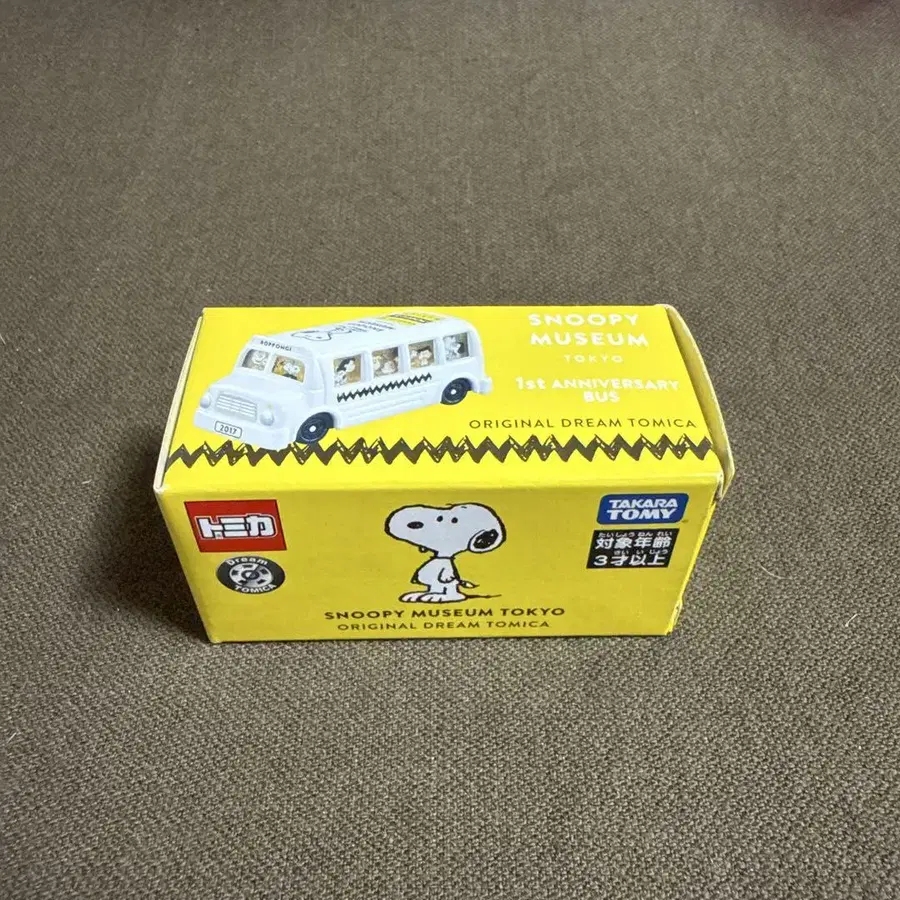 SNOOPY
MUSEUM
TOKYO
1st ANNIVERSARY
BUS
ORIGINAL DREAM TOMICA
ROPPONGI
2017
トミカ
Dream
TOMICA
SNOOPY MUSEUM TOKYO
ORIGINAL DREAM TOMICA
TAKARA
TOMY
たいしょうねんれい
対象年齢
さいいじょう
3才以上